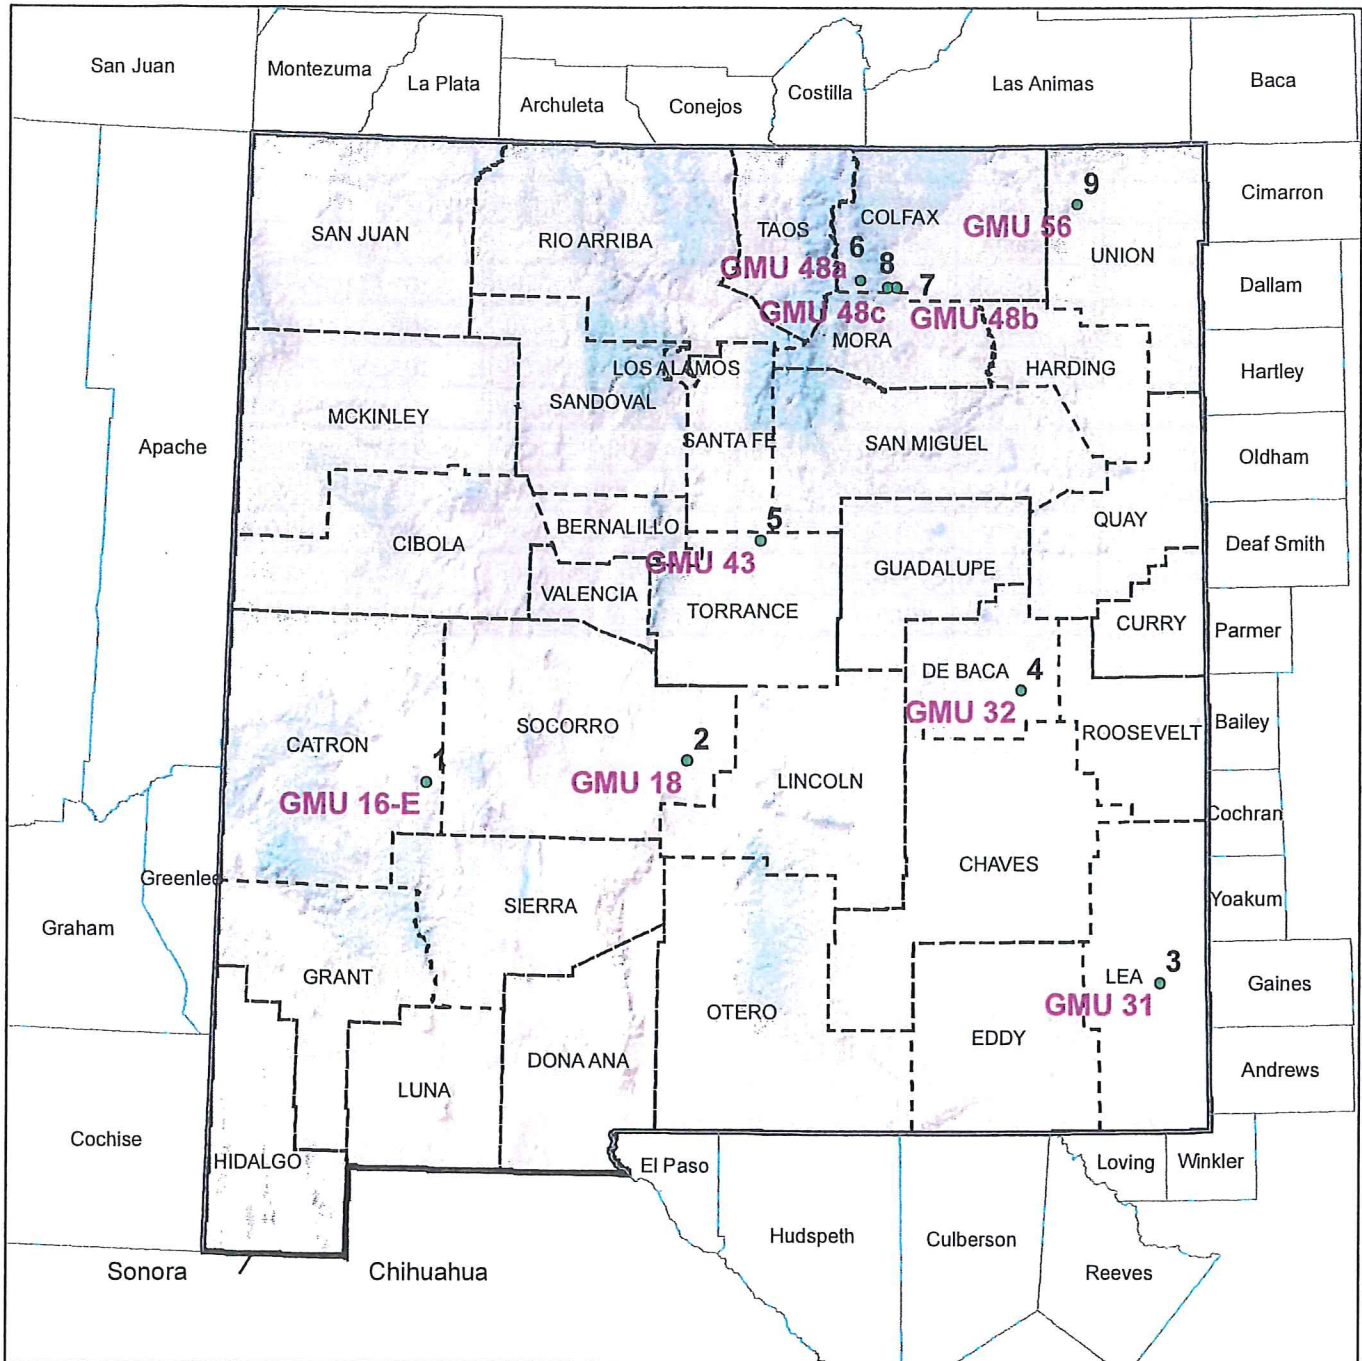 San Juan
Montezuma
La Plata
Archuleta
Conejos
Costilla
Las Animas
Baca
Cimarron
Dallam
Hartley
Oldham
Deaf Smith
Parmer
Bailey
Cochran
Yoakum
Gaines
Andrews
Apache
Greenlee
Graham
Cochise
SAN JUAN
RIO ARRIBA
TAOS
COLFAX
UNION
9
GMU 56
6
GMU 48a
8
7
GMU 48c
GMU 48b
MORA
HARDING
LOS ALAMOS
SANDOVAL
MCKINLEY
SANTA FE
SAN MIGUEL
QUAY
5
BERNALILLO
CIBOLA
GMU 43
GUADALUPE
VALENCIA
TORRANCE
CURRY
DE BACA
4
GMU 32
ROOSEVELT
SOCORRO
2
CATRON
1
GMU 18
LINCOLN
GMU 16-E
CHAVES
SIERRA
GRANT
LEA
3
GMU 31
OTERO
EDDY
DONA ANA
LUNA
HIDALGO
El Paso
Loving
Winkler
Hudspeth
Culberson
Reeves
Sonora
Chihuahua